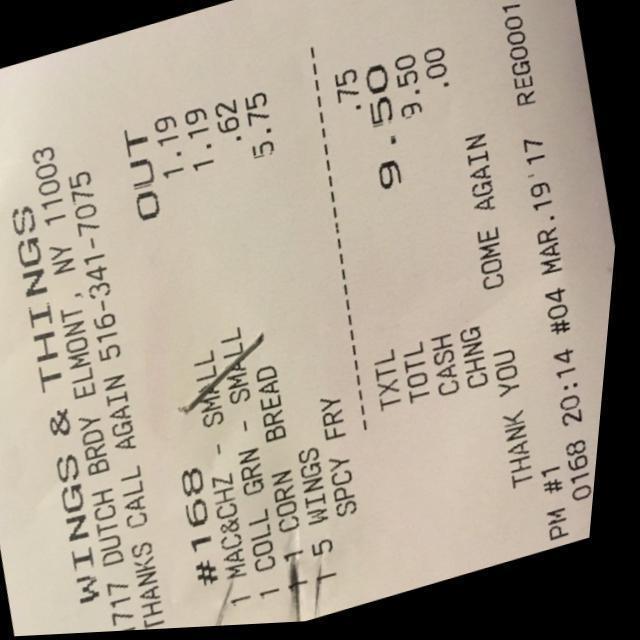 WINGS & THINGS
1717 DUTCH BRDY ELMONT, NY 11003
THANKS CALL AGAIN 516-341-7075
#168 OUT
1 MAC&CHZ - SMALL 1.19
1 COLL GRN - SMALL 1.19
1 CORN BREAD .62
1 5 WINGS 5.75
SPCY FRY
TXTL .75
TOTL 9.50
CASH 9.50
CHNG .00
THANK YOU COME AGAIN
PM #1
0168 20:14 #04 MAR.19'17 REG0001